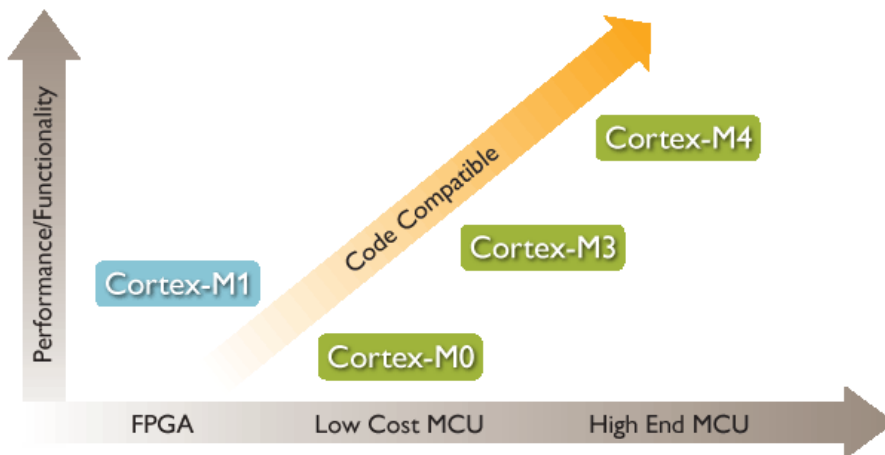 Performance/Functionality
Code Compatible
Cortex-M4
Cortex-M3
Cortex-M1
Cortex-M0
FPGA
Low Cost MCU
High End MCU